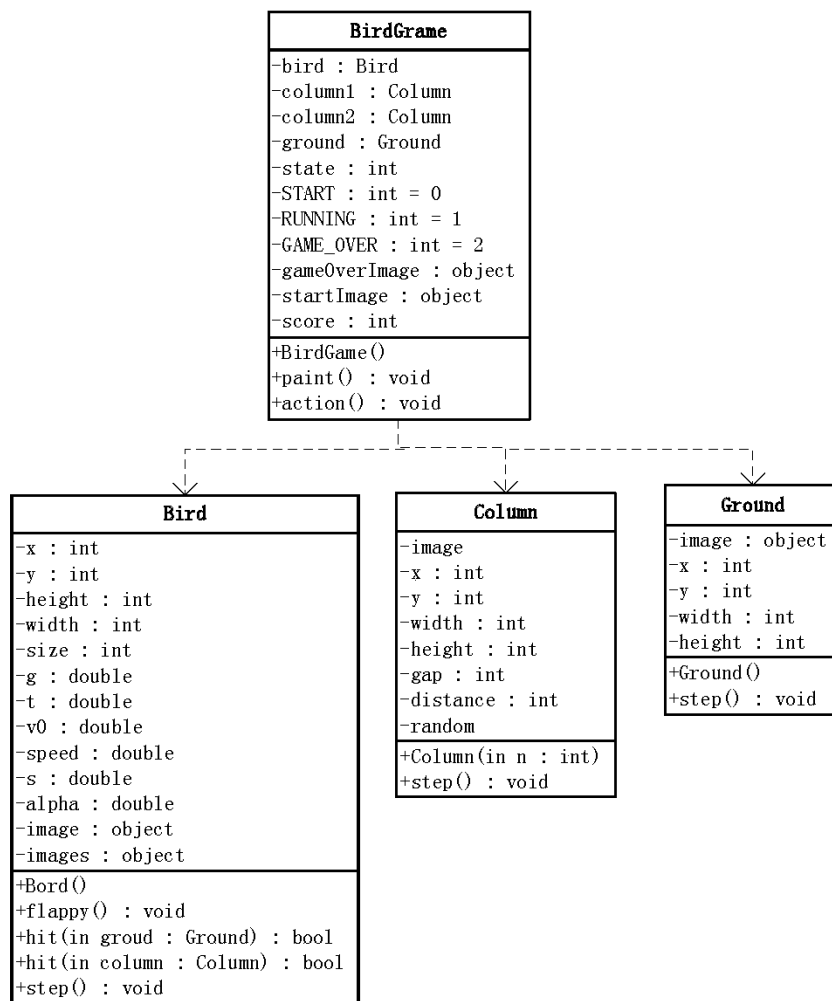 BirdGrame
-bird : Bird
-column1 : Column
-column2 : Column
-ground : Ground
-state : int
-START : int = 0
-RUNNING : int = 1
-GAME_OVER : int = 2
-gameOverImage : object
-startImage : object
-score : int
+BirdGame()
+paint() : void
+action() : void
Bird
-x : int
-y : int
-height : int
-width : int
-size : int
-g : double
-t : double
-v0 : double
-speed : double
-s : double
-alpha : double
-image : object
-images : object
+Bord()
+flappy() : void
+hit(in groud : Ground) : bool
+hit(in column : Column) : bool
+step() : void
Column
-image
-x : int
-y : int
-width : int
-height : int
-gap : int
-distance : int
-random
+Column(in n : int)
+step() : void
Ground
-image : object
-x : int
-y : int
-width : int
-height : int
+Ground()
+step() : void